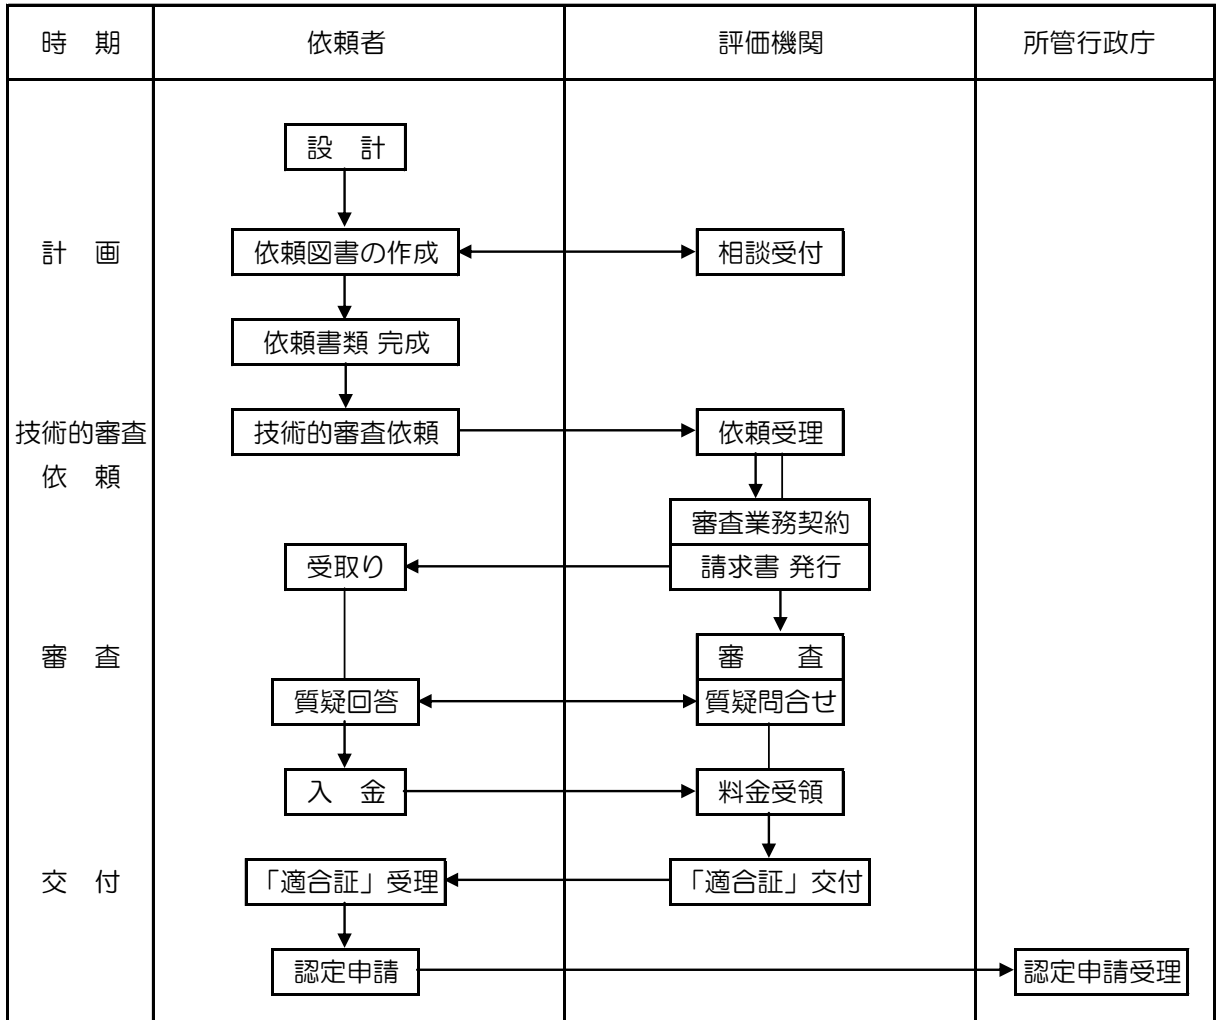 時　期　依頼者　評価機関　所管行政庁
設　計
計　画　依頼図書の作成　相談受付
依頼書類 完成
技術的審査　技術的審査依頼　依頼受理
依　頼
審査業務契約
受取り　請求書 発行
審　査　審　　査
質疑回答　質疑問合せ
入　金　料金受領
交　付　「適合証」受理　「適合証」交付
認定申請　認定申請受理